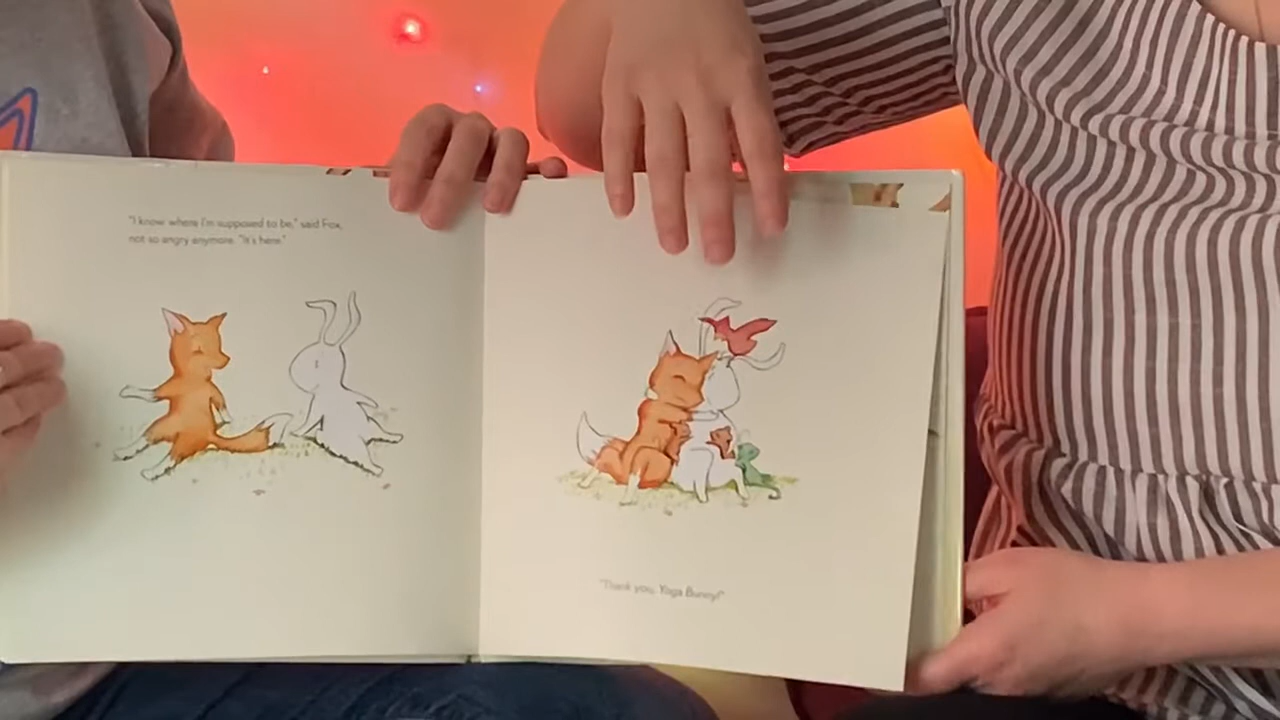 "I know where I'm supposed to be," said Fox,
not so angry anymore. "It's here."
"Thank you, Yoga Bunny!"